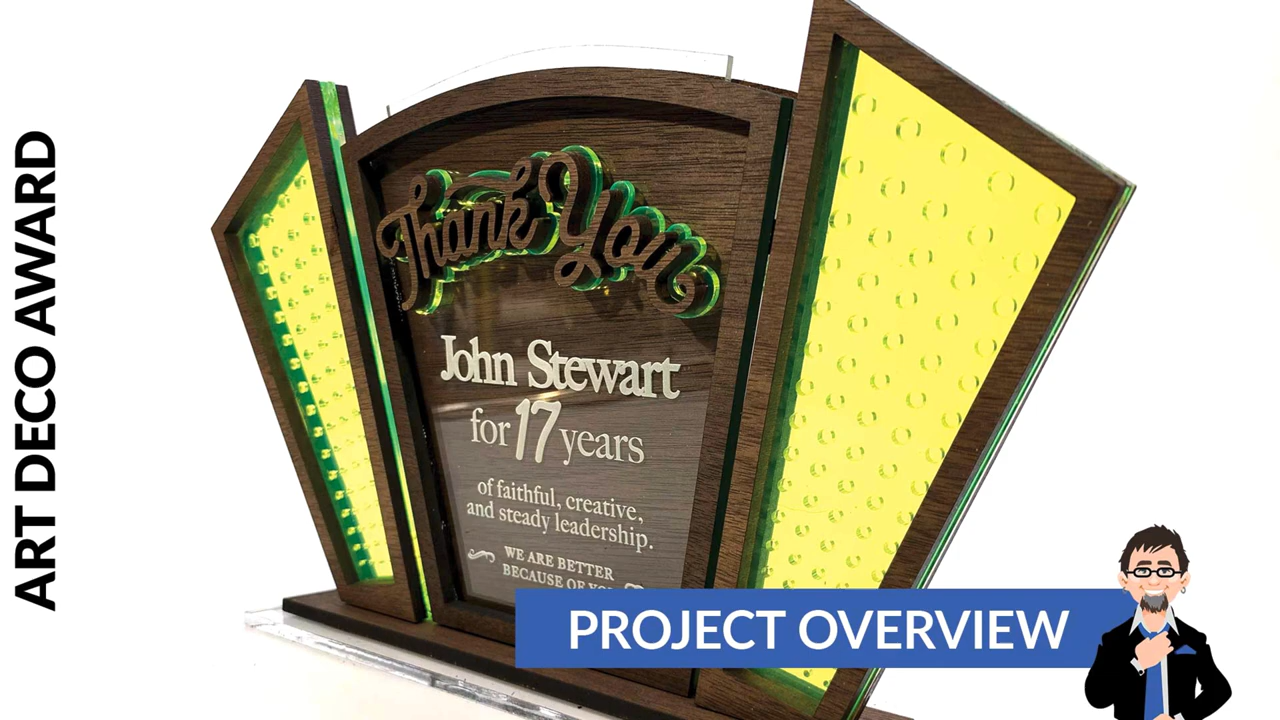 ART DECO AWARD
Thank You
John Stewart
for 17 years
of faithful, creative,
and steady leadership.
WE ARE BETTER
BECAUSE OF
PROJECT OVERVIEW